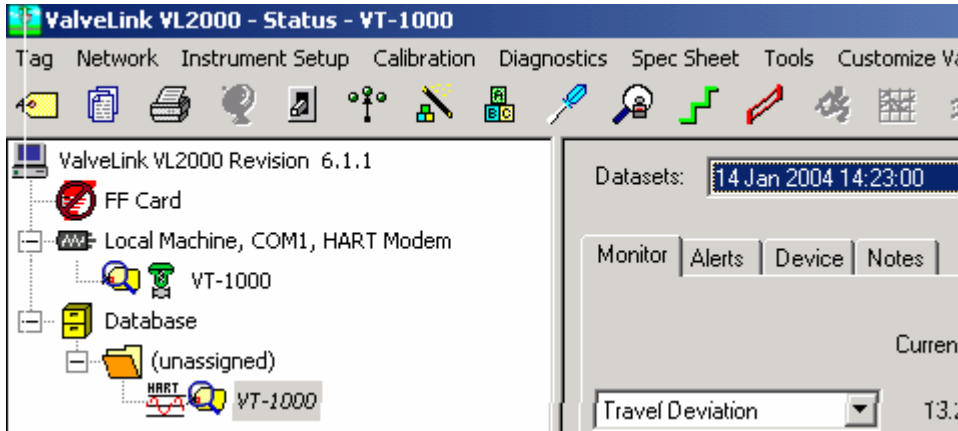 ValveLink VL2000 - Status - VT-1000
Tag Network Instrument Setup Calibration Diagnostics Spec Sheet Tools Customize
A
B C
ValveLink VL2000 Revision 6.1.1
Datasets: 14 Jan 2004 14:23:00
FF Card
Local Machine, COM1, HART Modem
Monitor Alerts Device Notes
VT-1000
Database
(unassigned)
HART
VT-1000
Travel Deviation